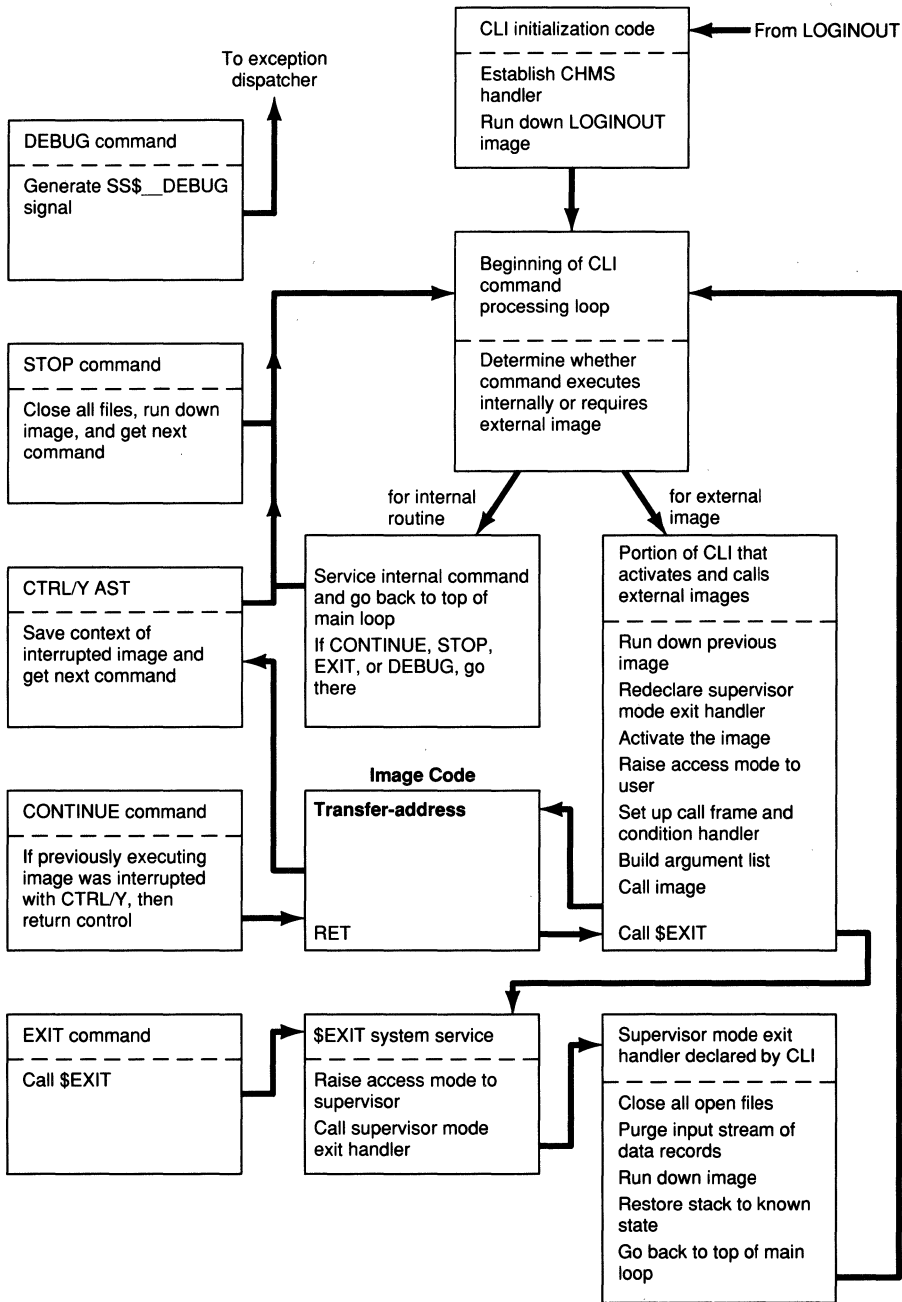 CLI initialization code
From LOGINOUT
Establish CHMS
handler
Run down LOGINOUT
image
To exception
dispatcher
DEBUG command
Generate SS$__DEBUG
signal
Beginning of CLI
command
processing loop
Determine whether
command executes
internally or requires
external image
STOP command
Close all files, run down
image, and get next
command
for internal
routine
for external
image
CTRL/Y AST
Save context of
interrupted image and
get next command
Service internal command
and go back to top of
main loop
If CONTINUE, STOP,
EXIT, or DEBUG, go
there
Portion of CLI that
activates and calls
external images
Run down previous
image
Redeclare supervisor
mode exit handler
Activate the image
Raise access mode to
user
Set up call frame and
condition handler
Build argument list
Call image
Call $EXIT
Image Code
Transfer-address
RET
CONTINUE command
If previously executing
image was interrupted
with CTRL/Y, then
return control
EXIT command
Call $EXIT
$EXIT system service
Raise access mode to
supervisor
Call supervisor mode
exit handler
Supervisor mode exit
handler declared by CLI
Close all open files
Purge input stream of
data records
Run down image
Restore stack to known
state
Go back to top of main
loop